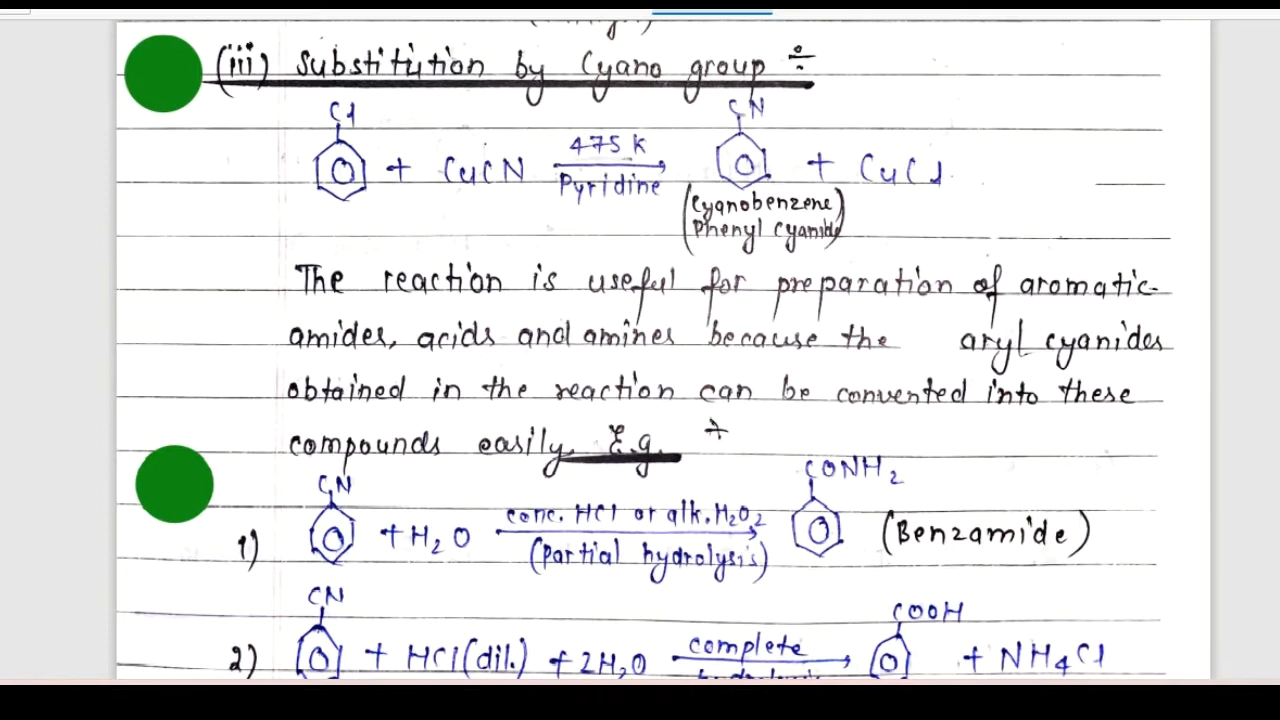 (iii) Substitution by Cyano group ÷
Cl
CN
+ CuCN 475 K Pyridine + CuCl
(Cyanobenzene
Phenyl Cyanide)
The reaction is useful for preparation of aromatic-
amides, acids and amines because the aryl cyanides
obtained in the reaction can be convented into these
compounds easily. E.g.
CN
CONH2
1) + H2O conc. HCl or alk. H2O2 (Benzamide)
(partial hydrolysis)
CN
COOH
2) + HCl (dil.) + 2H2O complete + NH4Cl